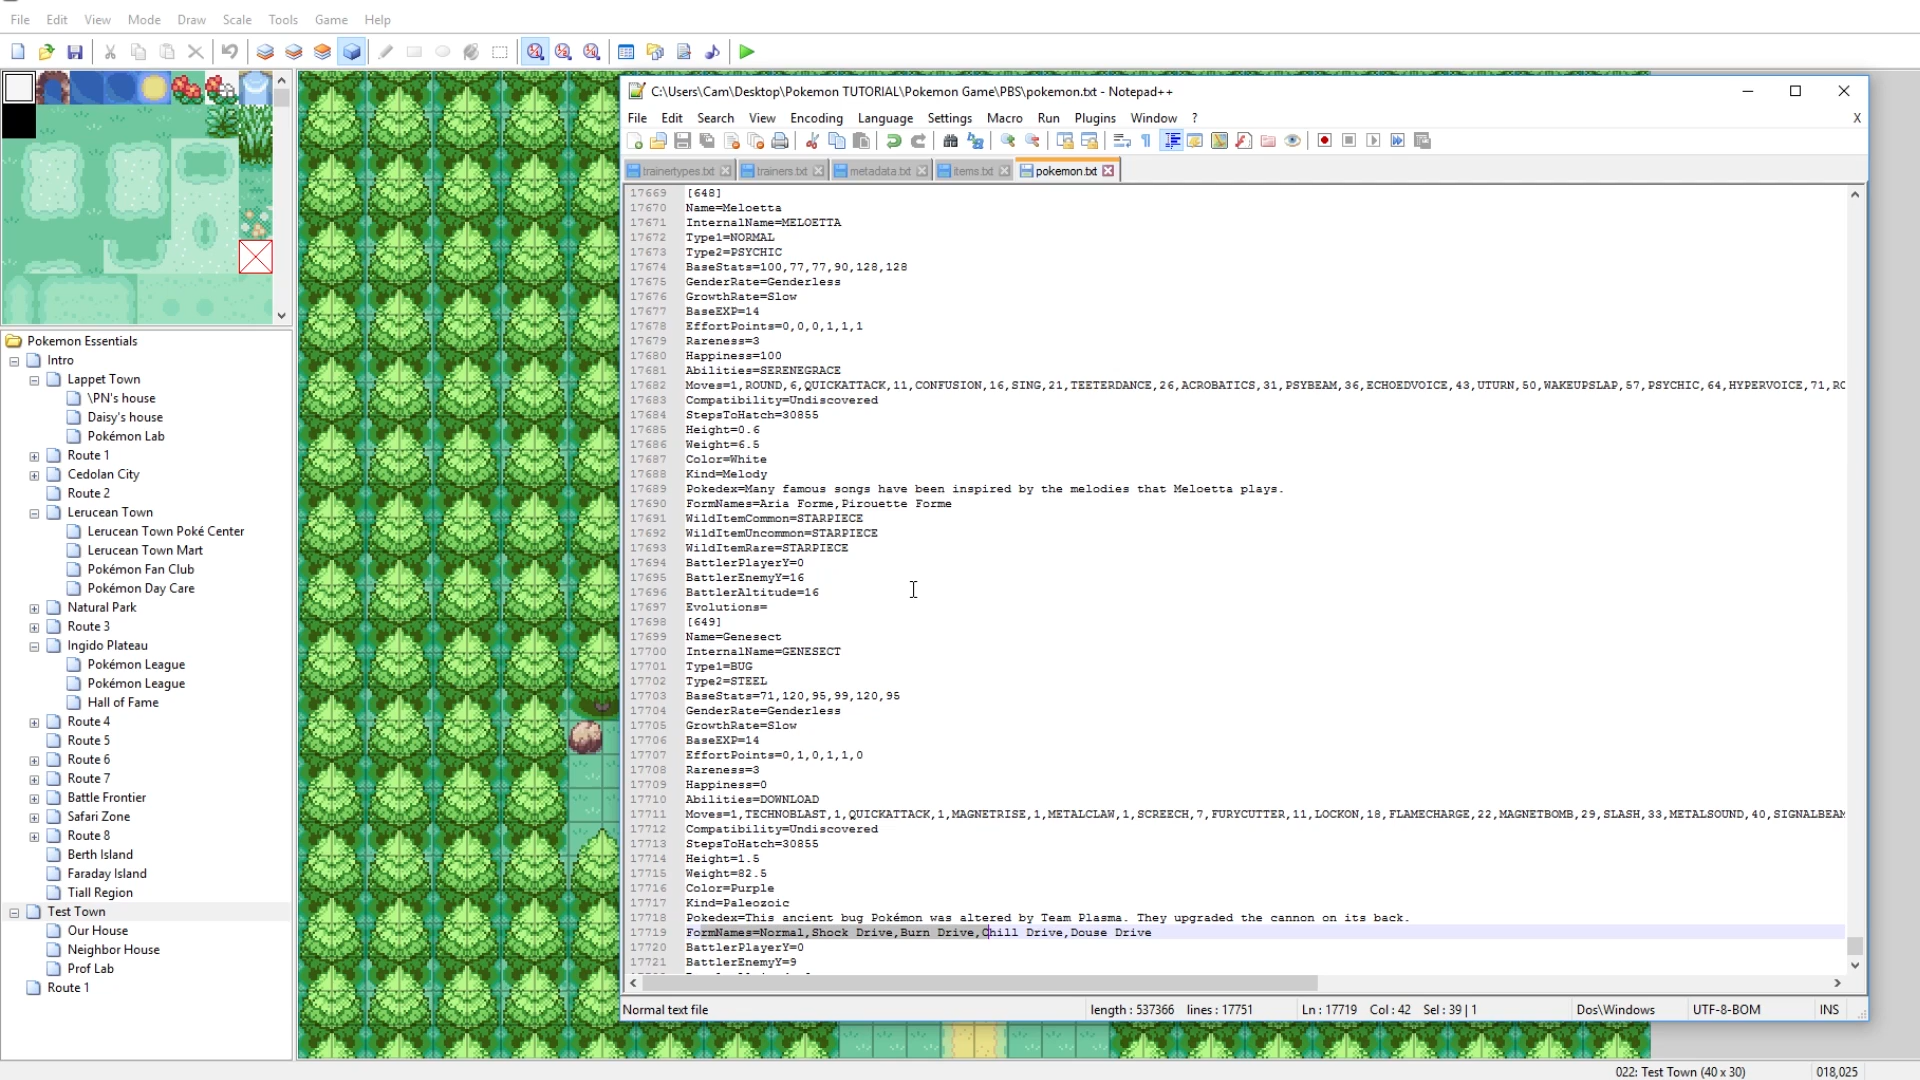 File Edit View Mode Draw Scale Tools Game Help
Pokemon Essentials
Intro
Lappet Town
\PN's house
Daisy's house
Pokémon Lab
Route 1
Cedolan City
Route 2
Lerucean Town
Lerucean Town Poké Center
Lerucean Town Mart
Pokémon Fan Club
Pokémon Day Care
Natural Park
Route 3
Ingido Plateau
Pokémon League
Pokémon League
Hall of Fame
Route 4
Route 5
Route 6
Route 7
Battle Frontier
Safari Zone
Route 8
Berth Island
Faraday Island
Tiall Region
Test Town
Our House
Neighbor House
Prof Lab
Route 1
C:\Users\Cam\Desktop\Pokemon TUTORIAL\Pokemon Game\PBS\pokemon.txt - Notepad++
File Edit Search View Encoding Language Settings Macro Run Plugins Window ? X
trainertypes.txt trainers.txt metadata.txt items.txt pokemon.txt
17669 [648]
17670 Name=Meloetta
17671 InternalName=MELOETTA
17672 Type1=NORMAL
17673 Type2=PSYCHIC
17674 BaseStats=100,77,77,90,128,128
17675 GenderRate=Genderless
17676 GrowthRate=Slow
17677 BaseEXP=14
17678 EffortPoints=0,0,0,1,1,1
17679 Rareness=3
17680 Happiness=100
17681 Abilities=SERENEGRACE
17682 Moves=1,ROUND,6,QUICKATTACK,11,CONFUSION,16,SING,21,TEETERDANCE,26,ACROBATICS,31,PSYBEAM,36,ECHOEDVOICE,43,UTURN,50,WAKEUPSLAP,57,PSYCHIC,64,HYPERVOICE,71,RO
17683 Compatibility=Undiscovered
17684 StepsToHatch=30855
17685 Height=0.6
17686 Weight=6.5
17687 Color=White
17688 Kind=Melody
17689 Pokedex=Many famous songs have been inspired by the melodies that Meloetta plays.
17690 FormNames=Aria Forme,Pirouette Forme
17691 WildItemCommon=STARPIECE
17692 WildItemUncommon=STARPIECE
17693 WildItemRare=STARPIECE
17694 BattlerPlayerY=0
17695 BattlerEnemyY=16
17696 BattlerAltitude=16
17697 Evolutions=
17698 [649]
17699 Name=Genesect
17700 InternalName=GENESECT
17701 Type1=BUG
17702 Type2=STEEL
17703 BaseStats=71,120,95,99,120,95
17704 GenderRate=Genderless
17705 GrowthRate=Slow
17706 BaseEXP=14
17707 EffortPoints=0,1,0,1,1,0
17708 Rareness=3
17709 Happiness=0
17710 Abilities=DOWNLOAD
17711 Moves=1,TECHNOBLAST,1,QUICKATTACK,1,MAGNETRISE,1,METALCLAW,1,SCREECH,7,FURYCUTTER,11,LOCKON,18,FLAMECHARGE,22,MAGNETBOMB,29,SLASH,33,METALSOUND,40,SIGNALBEAM
17712 Compatibility=Undiscovered
17713 StepsToHatch=30855
17714 Height=1.5
17715 Weight=82.5
17716 Color=Purple
17717 Kind=Paleozoic
17718 Pokedex=This ancient bug Pokémon was altered by Team Plasma. They upgraded the cannon on its back.
17719 FormNames=Normal,Shock Drive,Burn Drive,Chill Drive,Douse Drive
17720 BattlerPlayerY=0
17721 BattlerEnemyY=9
Normal text file length : 537366 lines : 17751 Ln : 17719 Col : 42 Sel : 39 | 1 Dos\Windows UTF-8-BOM INS
022: Test Town (40 x 30) 018,025